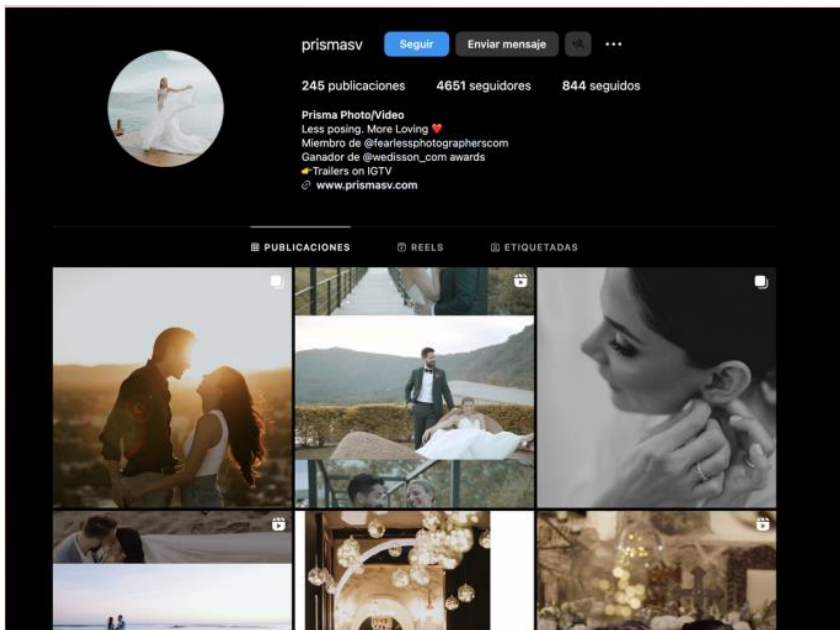 prismasv Seguir Enviar mensaje
245 publicaciones 4651 seguidores 844 seguidos
Prisma Photo/Video
Less posing. More Loving ❤️
Miembro de @fearlessphotographerscom
Ganador de @wedisson_com awards
👉Trailers on IGTV
www.prismasv.com
PUBLICACIONES REELS ETIQUETADAS